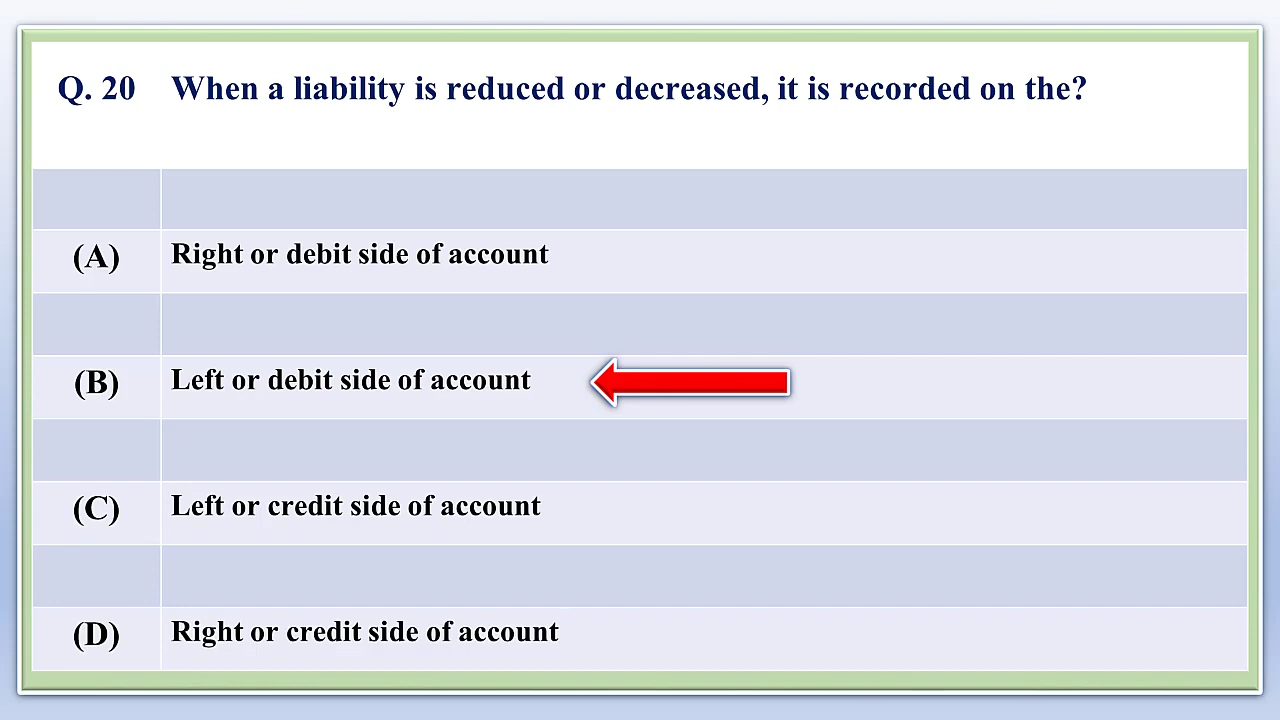 Q. 20 When a liability is reduced or decreased, it is recorded on the?
(A) Right or debit side of account
(B) Left or debit side of account
(C) Left or credit side of account
(D) Right or credit side of account